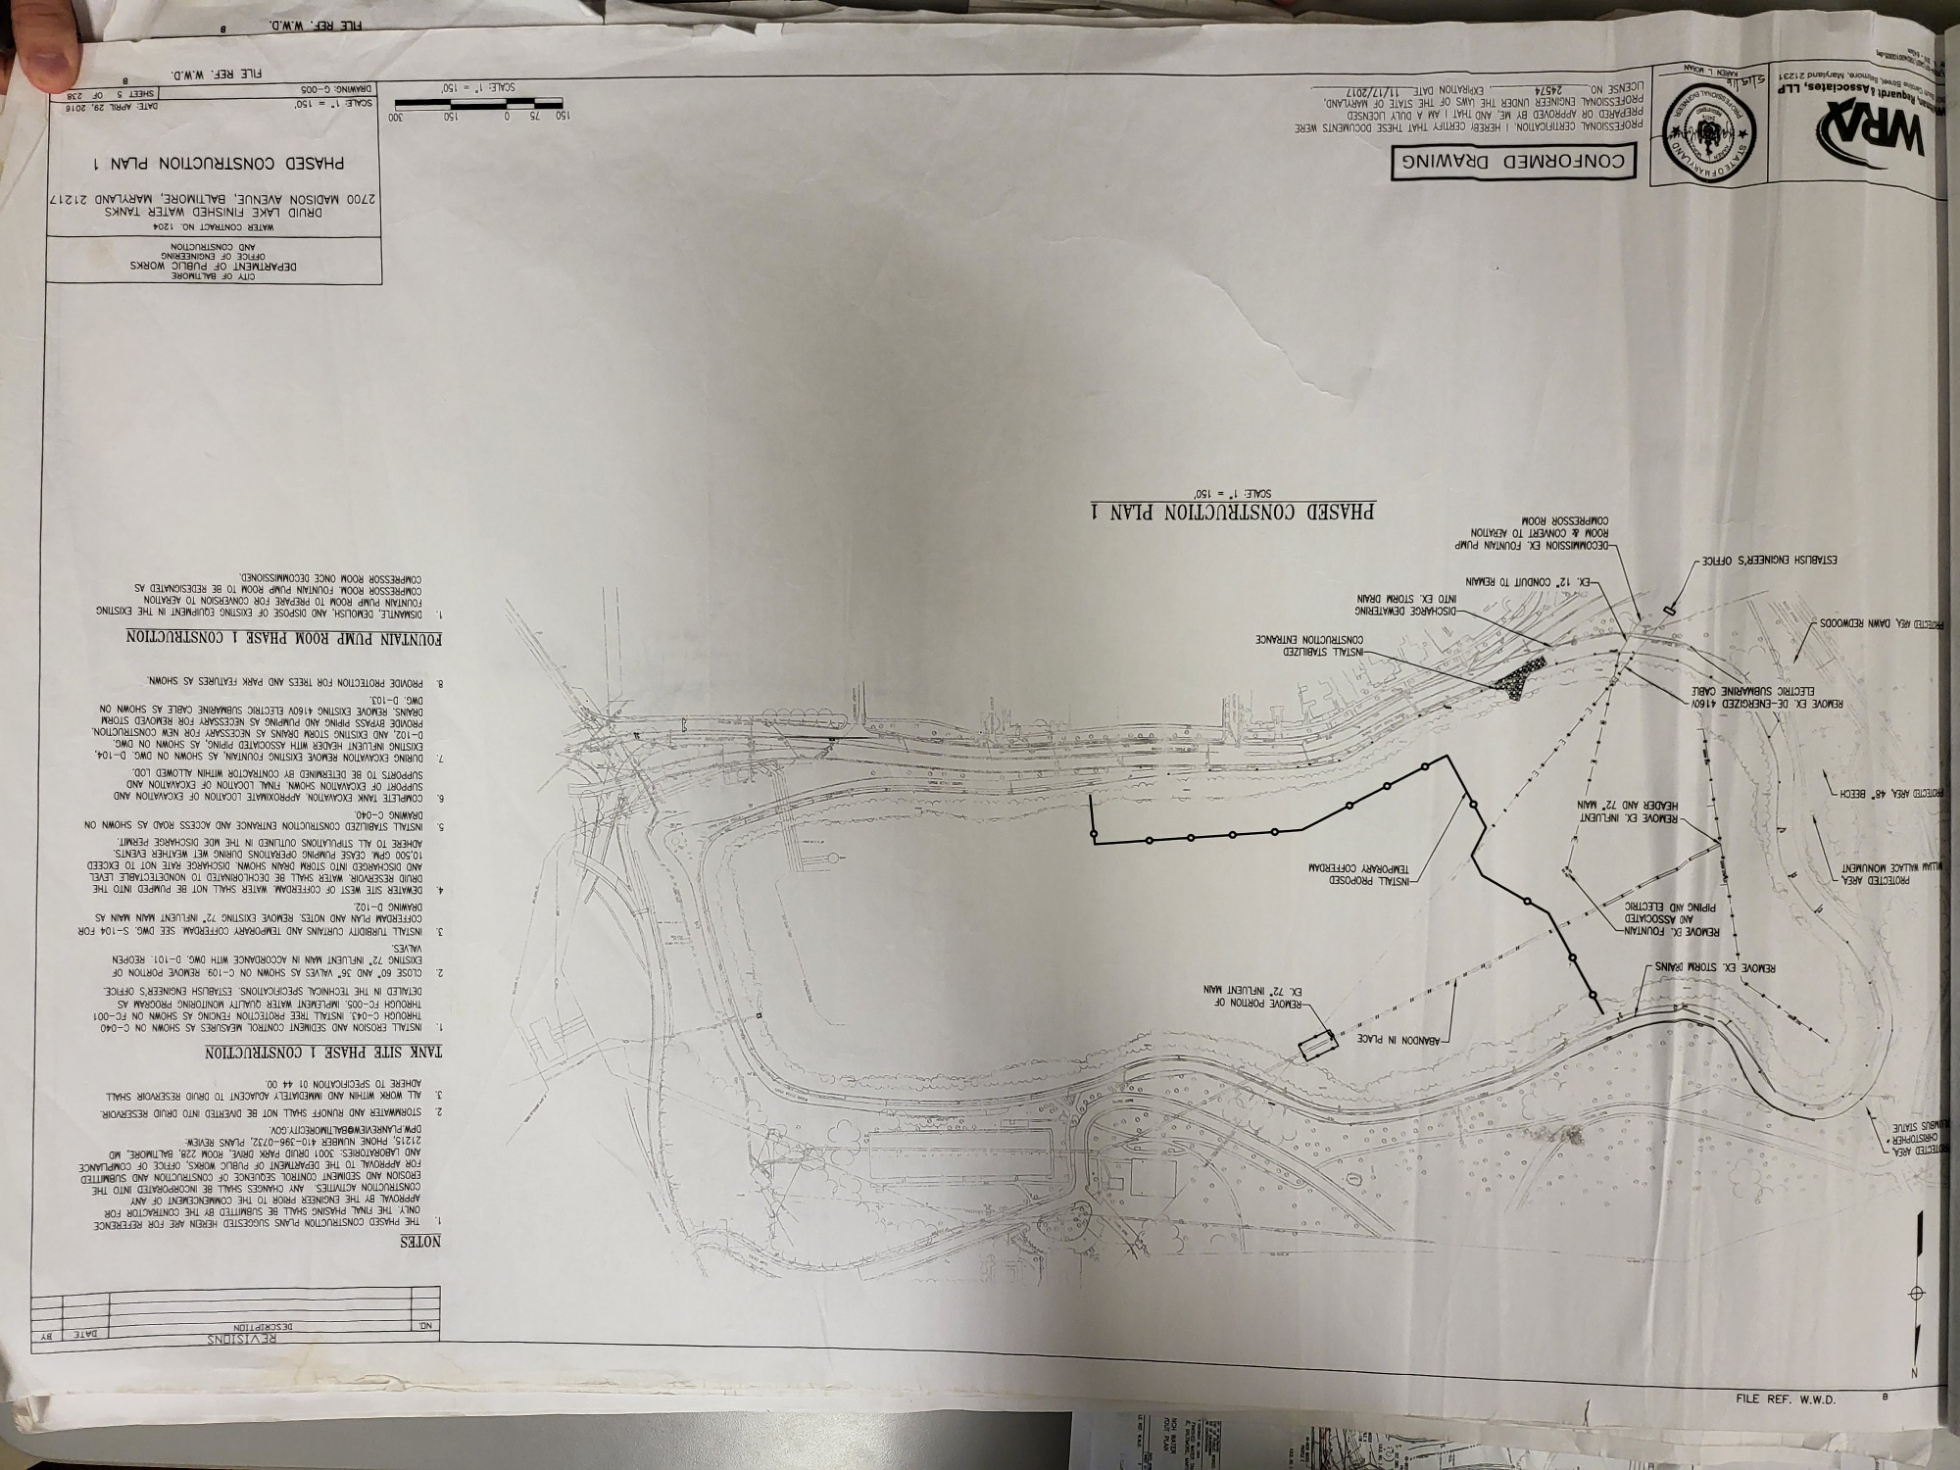 FILE REF. W.W.D.
8
N
REVISIONS
NO.
DESCRIPTION
DATE
BY
NOTES
1. THE PHASED CONSTRUCTION PLANS SUGGESTED HEREIN ARE FOR REFERENCE
ONLY. THE FINAL PHASING SHALL BE SUBMITTED BY THE CONTRACTOR FOR
APPROVAL BY THE ENGINEER PRIOR TO THE COMMENCEMENT OF ANY
CONSTRUCTION ACTIVITIES. ANY CHANGES SHALL BE INCORPORATED INTO THE
EROSION AND SEDIMENT CONTROL SEQUENCE OF CONSTRUCTION AND SUBMITTED
FOR APPROVAL TO THE DEPARTMENT OF PUBLIC WORKS, OFFICE OF COMPLIANCE
AND LABORATORIES: 3001 DRUID PARK DRIVE, ROOM 228, BALTIMORE, MD
21215, PHONE NUMBER 410-396-0732, PLANS REVIEW:
DPW.PLANREVIEW@BALTIMORECITY.GOV.
2. STORMWATER AND RUNOFF SHALL NOT BE DIVERTED INTO DRUID RESERVOIR.
3. ALL WORK WITHIN AND IMMEDIATELY ADJACENT TO DRUID RESERVOIR SHALL
ADHERE TO SPECIFICATION 01 44 00.
TANK SITE PHASE 1 CONSTRUCTION
1. INSTALL EROSION AND SEDIMENT CONTROL MEASURES AS SHOWN ON C-040
THROUGH C-043. INSTALL TREE PROTECTION FENCING AS SHOWN ON FC-001
THROUGH FC-005. IMPLEMENT WATER QUALITY MONITORING PROGRAM AS
DETAILED IN THE TECHNICAL SPECIFICATIONS. ESTABLISH ENGINEER'S OFFICE.
2. CLOSE 60" AND 36" VALVES AS SHOWN ON C-109. REMOVE PORTION OF
EXISTING 72" INFLUENT MAIN IN ACCORDANCE WITH DWG. D-101. REOPEN
VALVES.
3. INSTALL TURBIDITY CURTAINS AND TEMPORARY COFFERDAM. SEE DWG. S-104 FOR
COFFERDAM PLAN AND NOTES. REMOVE EXISTING 72" INFLUENT MAIN MAIN AS
DRAWING D-102.
4. DEWATER SITE WEST OF COFFERDAM. WATER SHALL NOT BE PUMPED INTO THE
DRUID RESERVOIR. WATER SHALL BE DECHLORINATED TO NONDETECTABLE LEVEL
AND DISCHARGED INTO STORM DRAIN SHOWN. DISCHARGE RATE NOT TO EXCEED
10,500 GPM. CEASE PUMPING OPERATIONS DURING WET WEATHER EVENTS.
ADHERE TO ALL STIPULATIONS OUTLINED IN THE MDE DISCHARGE PERMIT.
5. INSTALL STABILIZED CONSTRUCTION ENTRANCE AND ACCESS ROAD AS SHOWN ON
DRAWING C-040.
6. COMPLETE TANK EXCAVATION. APPROXIMATE LOCATION OF EXCAVATION AND
SUPPORT OF EXCAVATION SHOWN. FINAL LOCATION OF EXCAVATION AND
SUPPORTS TO BE DETERMINED BY CONTRACTOR WITHIN ALLOWED LOD.
7. DURING EXCAVATION REMOVE EXISTING FOUNTAIN, AS SHOWN ON DWG. D-104,
EXISTING INFLUENT HEADER WITH ASSOCIATED PIPING, AS SHOWN ON DWG.
D-102, AND EXISTING STORM DRAINS AS NECESSARY FOR NEW CONSTRUCTION.
PROVIDE BYPASS PIPING AND PUMPING AS NECESSARY FOR REMOVED STORM
DRAINS. REMOVE EXISTING 4160V ELECTRIC SUBMARINE CABLE AS SHOWN ON
DWG. D-103.
8. PROVIDE PROTECTION FOR TREES AND PARK FEATURES AS SHOWN.
FOUNTAIN PUMP ROOM PHASE 1 CONSTRUCTION
1. DISMANTLE, DEMOLISH, AND DISPOSE OF EXISTING EQUIPMENT IN THE EXISTING
FOUNTAIN PUMP ROOM TO PREPARE FOR CONVERSION TO AERATION
COMPRESSOR ROOM. FOUNTAIN PUMP ROOM TO BE REDESIGNATED AS
COMPRESSOR ROOM ONCE DECOMMISSIONED.
AREA,
CHRISTOPHER
STATUE
ABANDON IN PLACE
REMOVE PORTION OF
EX. 72" INFLUENT MAIN
REMOVE EX. STORM DRAINS
REMOVE EX. FOUNTAIN
AND ASSOCIATED
PIPING AND ELECTRIC
PROTECTED AREA,
WALLACE MONUMENT
INSTALL PROPOSED
TEMPORARY COFFERDAM
REMOVE EX. INFLUENT
HEADER AND 72" MAIN
AREA, 48" BEECH
REMOVE EX. DE-ENERGIZED 4160V
ELECTRIC SUBMARINE CABLE
INSTALL STABILIZED
CONSTRUCTION ENTRANCE
AREA, DAWN REDWOODS
DISCHARGE DEWATERING
INTO EX. STORM DRAIN
EX. 12" CONDUIT TO REMAIN
ESTABLISH ENGINEER'S OFFICE
DECOMMISSION EX. FOUNTAIN PUMP
ROOM & CONVERT TO AERATION
COMPRESSOR ROOM
PHASED CONSTRUCTION PLAN 1
SCALE: 1" = 150'
CITY OF BALTIMORE
DEPARTMENT OF PUBLIC WORKS
OFFICE OF ENGINEERING
AND CONSTRUCTION
WATER CONTRACT NO. 1204
DRUID LAKE FINISHED WATER TANKS
2700 MADISON AVENUE, BALTIMORE, MARYLAND 21217
PHASED CONSTRUCTION PLAN 1
SCALE: 1" = 150'
DATE: APRIL 29, 2016
DRAWING: G-005
SHEET 5 OF 238
FILE REF. W.W.D. 8
150 75 0 150 300
SCALE: 1" = 150'
WRA
Requardt & Associates, LLP
Street, Baltimore, Maryland 21231
STATE OF MARYLAND
PROFESSIONAL ENGINEER
KAREN L. MORAN
CONFORMED DRAWING
PROFESSIONAL CERTIFICATION. I HEREBY CERTIFY THAT THESE DOCUMENTS WERE
PREPARED OR APPROVED BY ME, AND THAT I AM A DULY LICENSED
PROFESSIONAL ENGINEER UNDER THE LAWS OF THE STATE OF MARYLAND,
LICENSE NO. 24574, EXPIRATION DATE 11/17/2017
FILE REF. W.W.D. 8